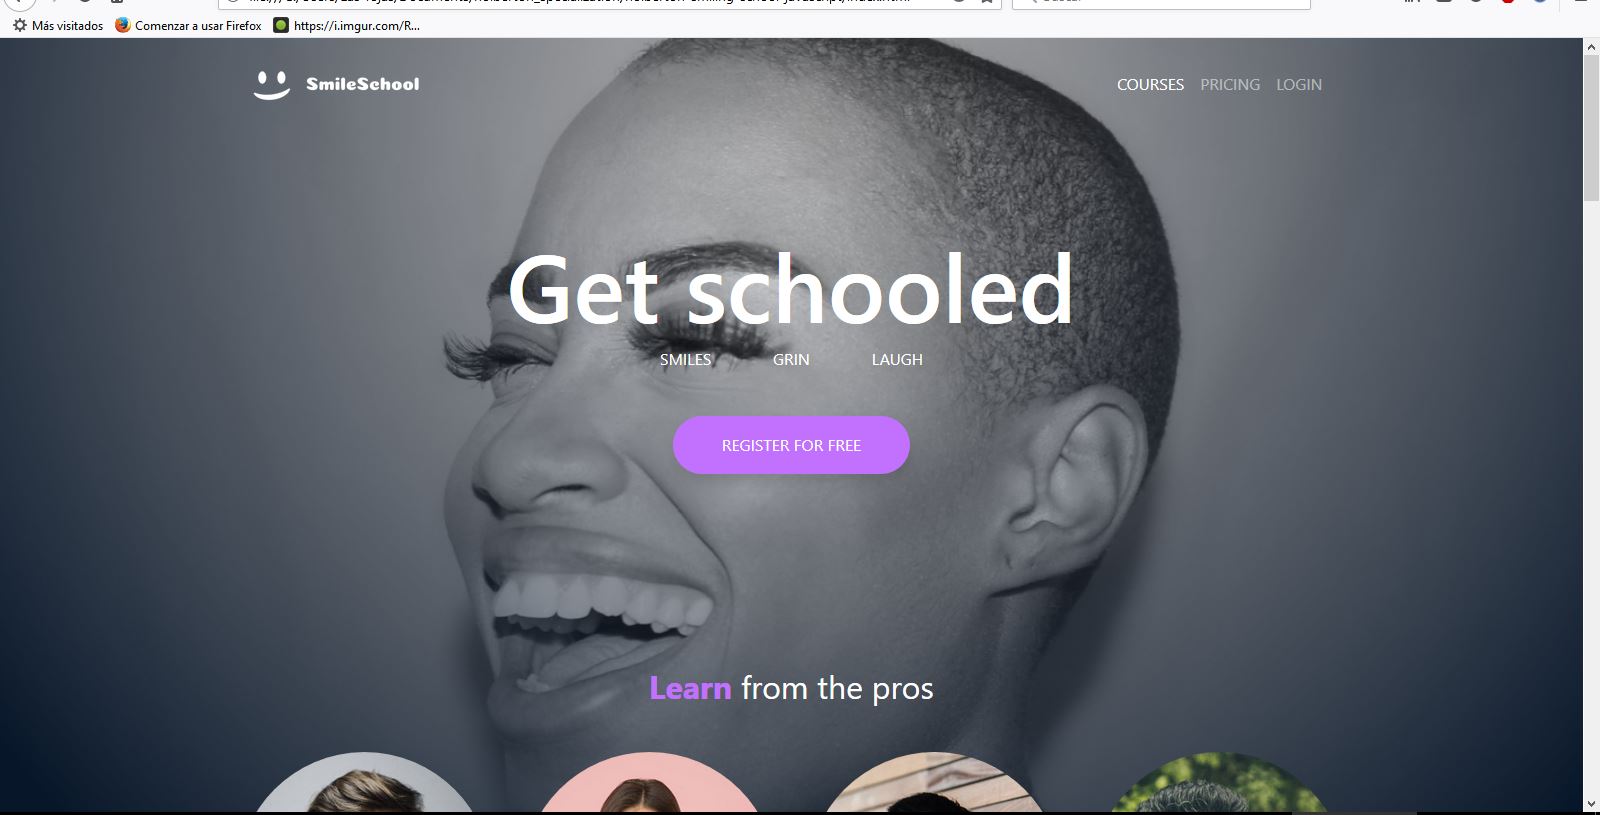 Más visitados Comenzar a usar Firefox https://i.imgur.com/R...
SmileSchool COURSES PRICING LOGIN
Get schooled
SMILES GRIN LAUGH
REGISTER FOR FREE
Learn from the pros